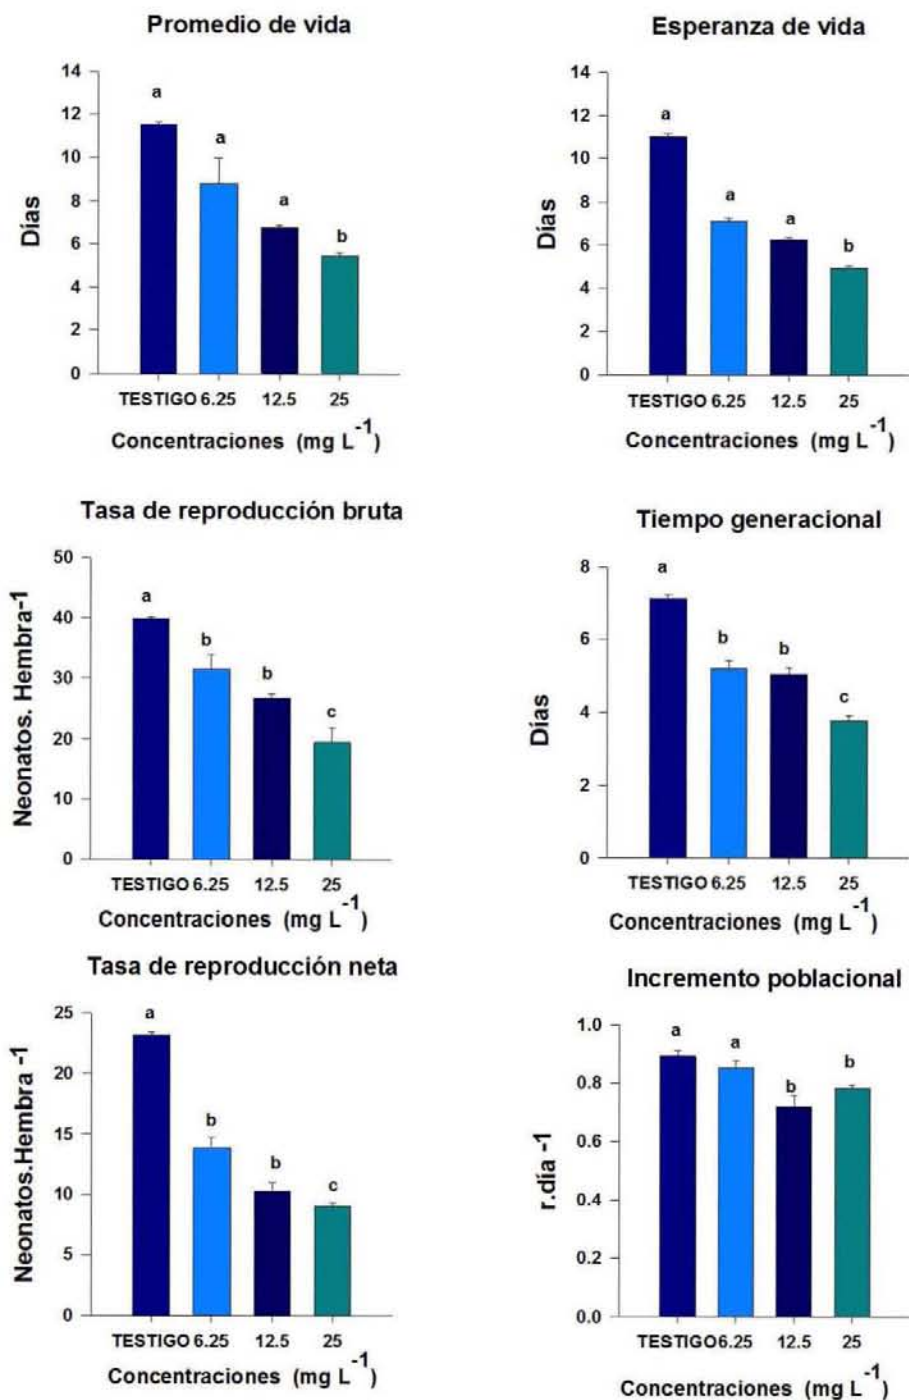 Promedio de vida
Días
14
12
10
8
6
4
2
0
a
a
a
b
TESTIGO 6.25 12.5 25
Concentraciones (mg L-1)
Esperanza de vida
Días
14
12
10
8
6
4
2
0
a
a
a
b
TESTIGO 6.25 12.5 25
Concentraciones (mg L-1)
Tasa de reproducción bruta
Neonatos. Hembra-1
50
40
30
20
10
0
a
b
b
c
TESTIGO 6.25 12.5 25
Concentraciones (mg L-1)
Tiempo generacional
Días
8
6
4
2
0
a
b
b
c
TESTIGO 6.25 12.5 25
Concentraciones (mg L-1)
Tasa de reproducción neta
Neonatos.Hembra -1
25
20
15
10
5
0
a
b
b
c
TESTIGO 6.25 12.5 25
Concentraciones (mg L-1)
Incremento poblacional
r.día -1
1.0
0.8
0.6
0.4
0.2
0.0
a
a
b
b
TESTIGO 6.25 12.5 25
Concentraciones (mg L-1)